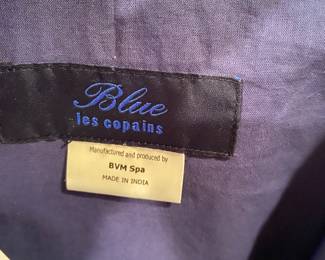 Blue
les copains
Manufactured and produced by
BVM Spa
MADE IN INDIA